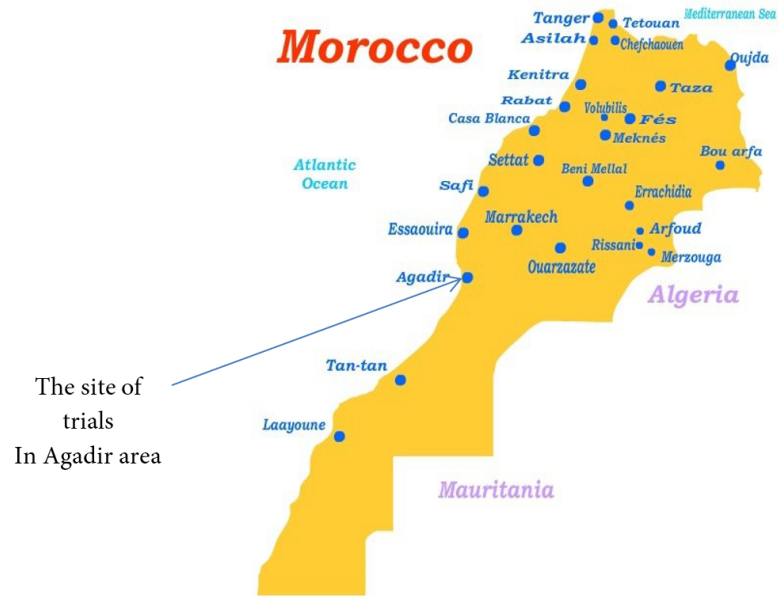 Morocco
Mediterranean Sea
Tanger
Tetouan
Asilah
Chefchaouen
Oujda
Kenitra
Taza
Rabat
Volubilis
Casa Blanca
Fés
Meknés
Settat
Bou arfa
Atlantic
Ocean
Beni Mellal
Safi
Errachidia
Marrakech
Essaouira
Arfoud
Rissani
Merzouga
Ouarzazate
Agadir
Algeria
Tan-tan
The site of
trials
In Agadir area
Laayoune
Mauritania